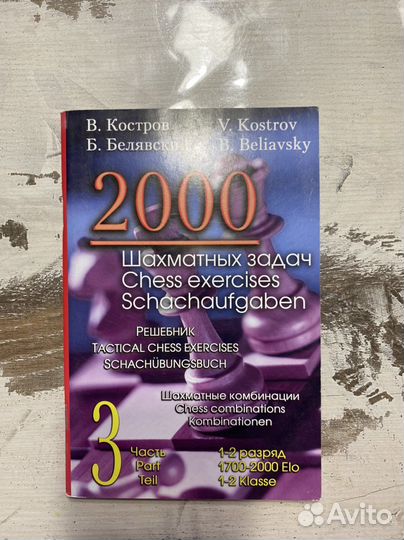 В. Костров V. Kostrov
Б. Белявский B. Beliavsky
2000
Шахматных задач
Chess exercises
Schachaufgaben
РЕШЕБНИК
TACTICAL CHESS EXERCISES
SCHACHÜBUNGSBUCH
Шахматные комбинации
Chess combinations
Kombinationen
3 Часть 1-2 разряд
Part 1700-2000 Elo
Teil 1-2 Klasse
Avito